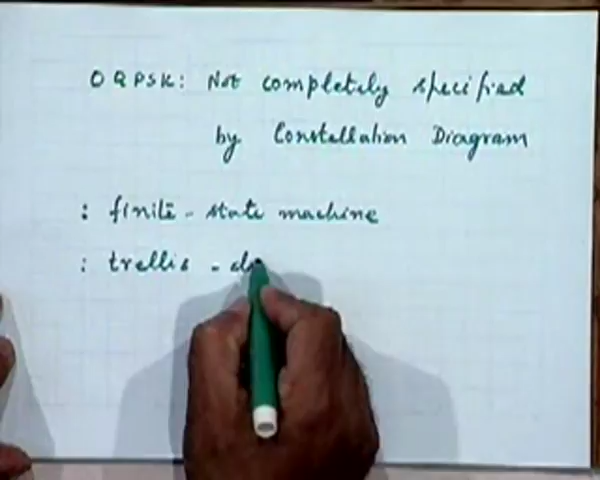 OQPSK: Not completely specified
by Constellation Diagram
: finite - state machine
: trellis - d